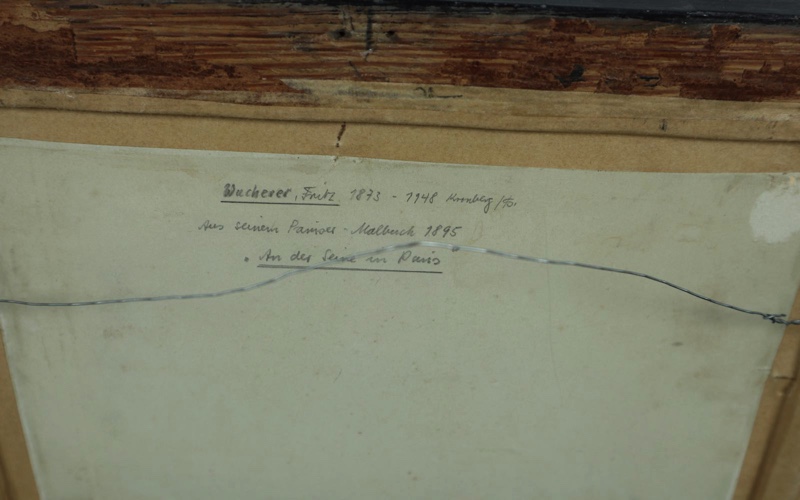 Wucherer, Fritz 1873 - 1948 Kronberg/Ts.
Aus seinem Pariser - Malbuch 1895
. An der Seine in Paris